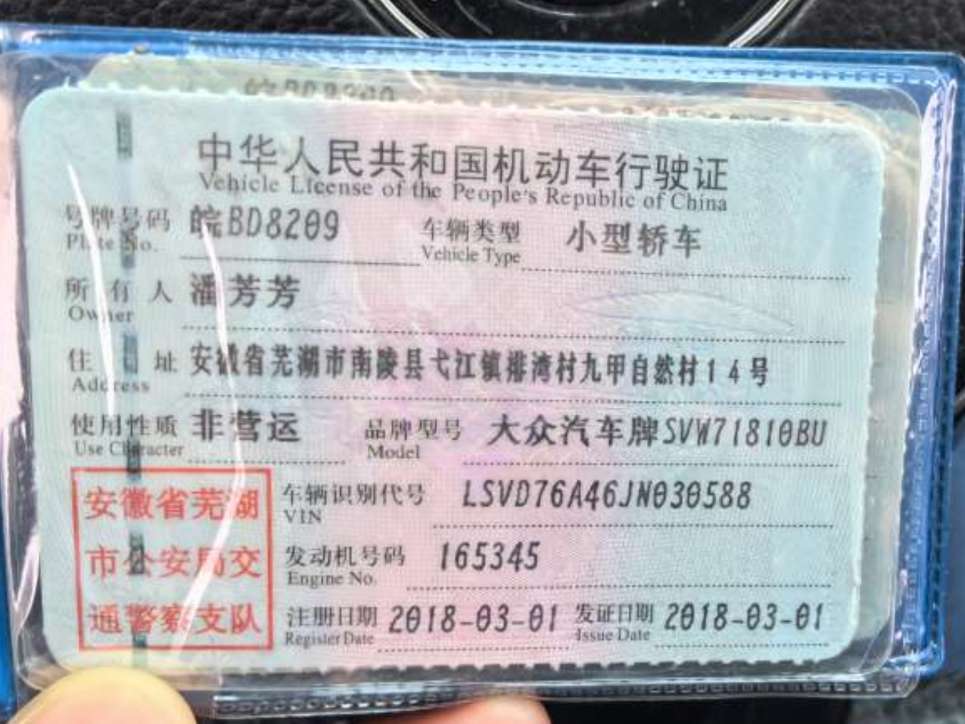 中华人民共和国机动车行驶证
Vehicle License of the People's Republic of China
号牌号码 皖BD8209 车辆类型 小型轿车
Plate No. Vehicle Type
所有人 潘芳芳
Owner
住址 安徽省芜湖市南陵县弋江镇排湾村九甲自然村14号
Address
使用性质 非营运 品牌型号 大众汽车牌SVW71810BU
Use Character Model
安徽省芜湖 车辆识别代号 LSVD76A46JN030588
VIN
市公安局交 发动机号码 165345
Engine No.
通警察支队 注册日期 2018-03-01 发证日期 2018-03-01
Register Date Issue Date